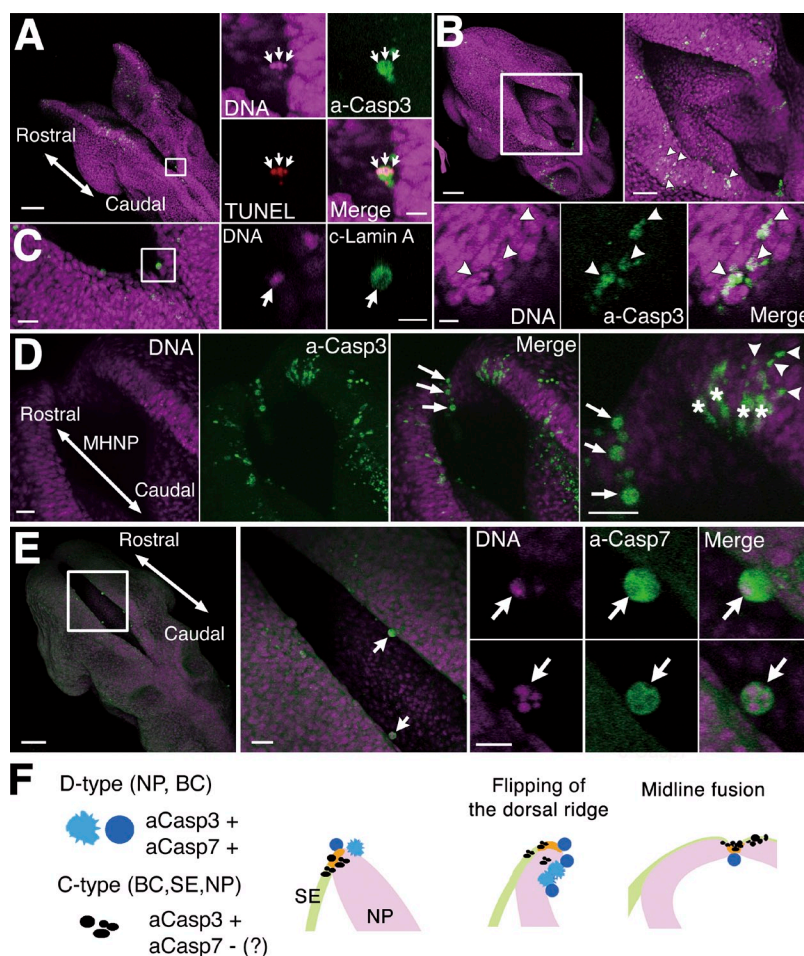 A
DNA
a-Casp3
Rostral
Caudal
TUNEL
Merge
B
DNA
a-Casp3
Merge
C
DNA
c-Lamin A
D
DNA
a-Casp3
Merge
Rostral
MHNP
Caudal
E
Rostral
Caudal
DNA
a-Casp7
Merge
F
D-type (NP, BC)
aCasp3 +
aCasp7 +
C-type (BC,SE,NP)
aCasp3 +
aCasp7 - (?)
SE
NP
Flipping of
the dorsal ridge
Midline fusion
* *
* *